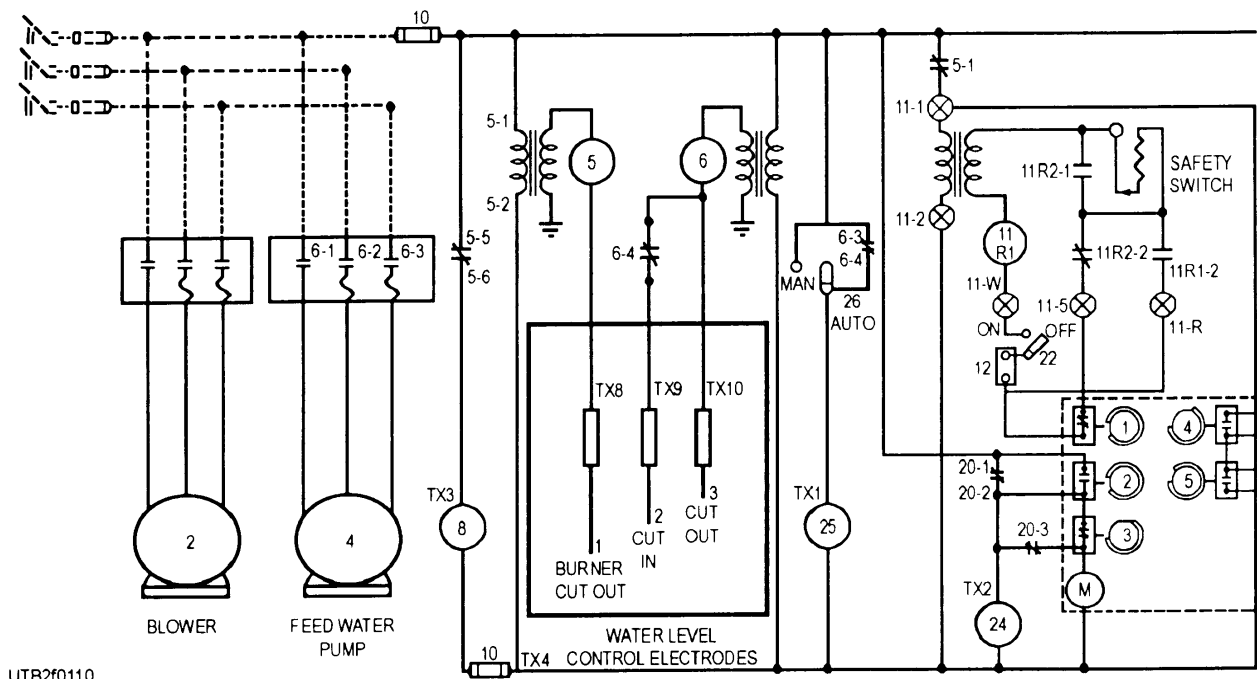 10
5-1
11-1
5-1
5
6
5-2
11R2-1
SAFETY
SWITCH
11-2
11
R1
6-1
6-2
6-3
5-5
5-6
6-4
6-3
6-4
MAN
26
AUTO
11R2-2
11R1-2
11-W
11-5
11-R
ON
OFF
12
22
TX8
TX9
TX10
1
4
20-1
20-2
2
5
TX3
8
TX1
25
3
CUT
OUT
2
CUT
IN
1
BURNER
CUT OUT
20-3
3
2
4
M
TX2
24
BLOWER
FEED WATER
PUMP
WATER LEVEL
CONTROL ELECTRODES
10
TX4
UTB2f0110